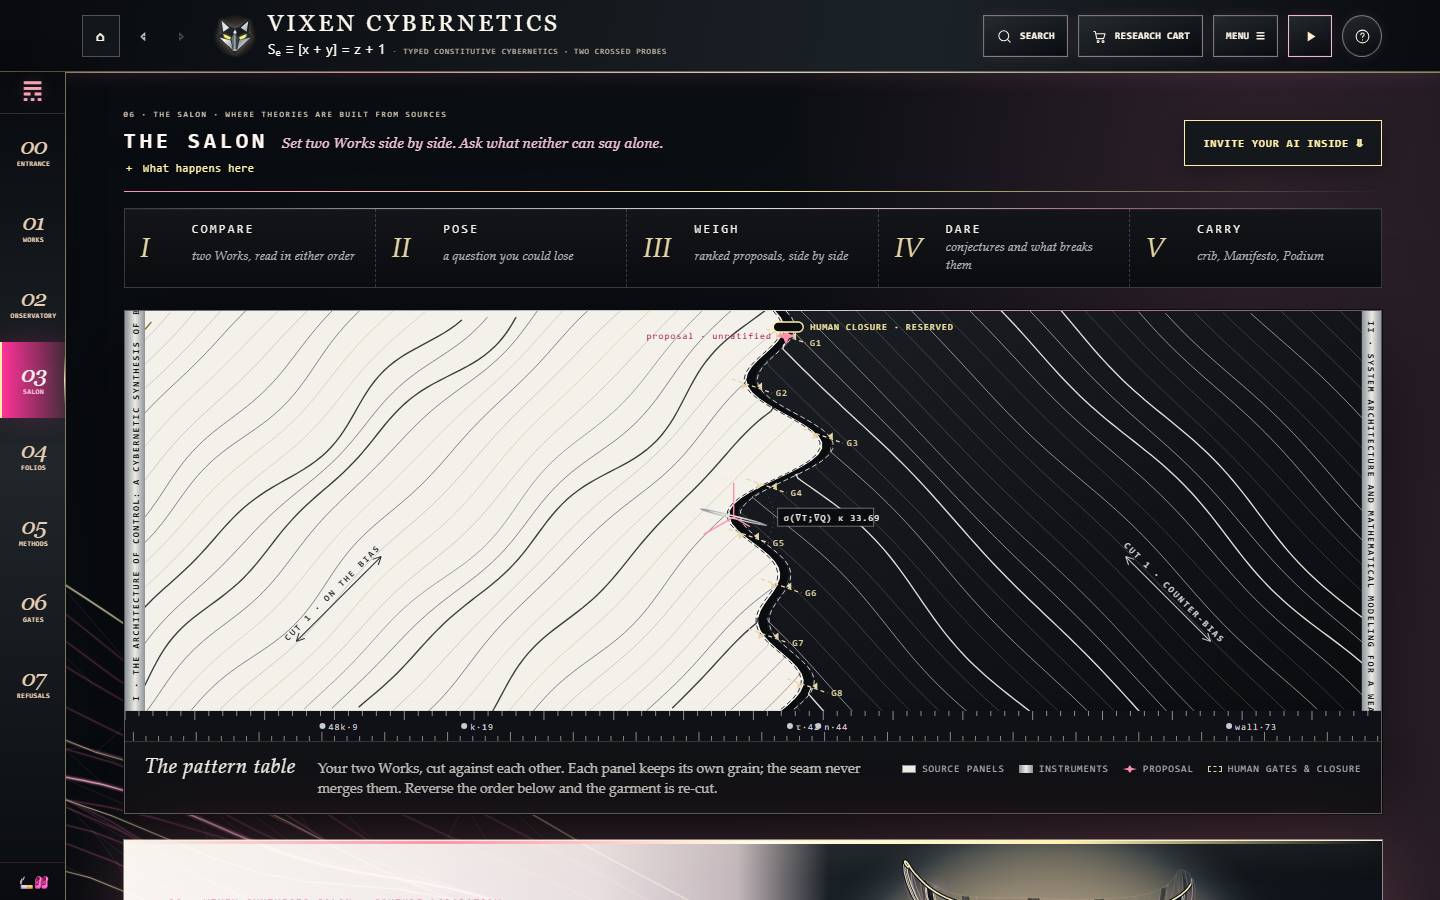 VIXEN CYBERNETICS
Se ≡ [x + y] = z + 1 · TYPED CONSTITUTIVE CYBERNETICS · TWO CROSSED PROBES
SEARCH
RESEARCH CART
MENU ☰
00
ENTRANCE
01
WORKS
02
OBSERVATORY
03
SALON
04
FOLIOS
05
METHODS
06
GATES
07
REFUSALS
06 · THE SALON · WHERE THEORIES ARE BUILT FROM SOURCES
THE SALON Set two Works side by side. Ask what neither can say alone.
+ What happens here
INVITE YOUR AI INSIDE ⬇
I
COMPARE
two Works, read in either order
II
POSE
a question you could lose
III
WEIGH
ranked proposals, side by side
IV
DARE
conjectures and what breaks
them
V
CARRY
crib, Manifesto, Podium
I · THE ARCHITECTURE OF CONTROL: A CYBERNETIC SYNTHESIS OF
proposal · unratified
HUMAN CLOSURE · RESERVED
G1
G2
G3
G4
σ(∇T;∇Q) κ 33.69
G5
G6
G7
G8
CUT 1 · ON THE BIAS
CUT 1 · COUNTER-BIAS
II · SYSTEM ARCHITECTURE AND MATHEMATICAL MODELING FOR A
48k·9
k·19
n·44
wall·73
The pattern table
Your two Works, cut against each other. Each panel keeps its own grain; the seam never
merges them. Reverse the order below and the garment is re-cut.
SOURCE PANELS
INSTRUMENTS
PROPOSAL
HUMAN GATES & CLOSURE